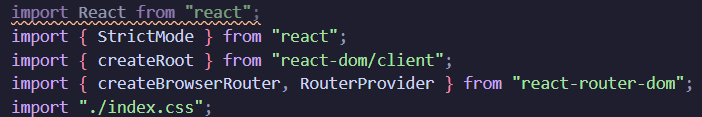 import React from "react";
import { StrictMode } from "react";
import { createRoot } from "react-dom/client";
import { createBrowserRouter, RouterProvider } from "react-router-dom";
import "./index.css";